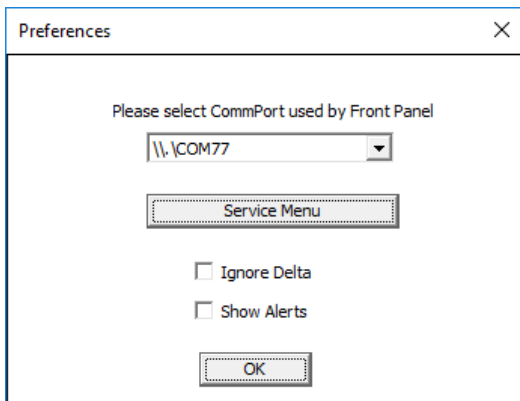 Preferences
Please select CommPort used by Front Panel
\\.\COM77
Service Menu
Ignore Delta
Show Alerts
OK